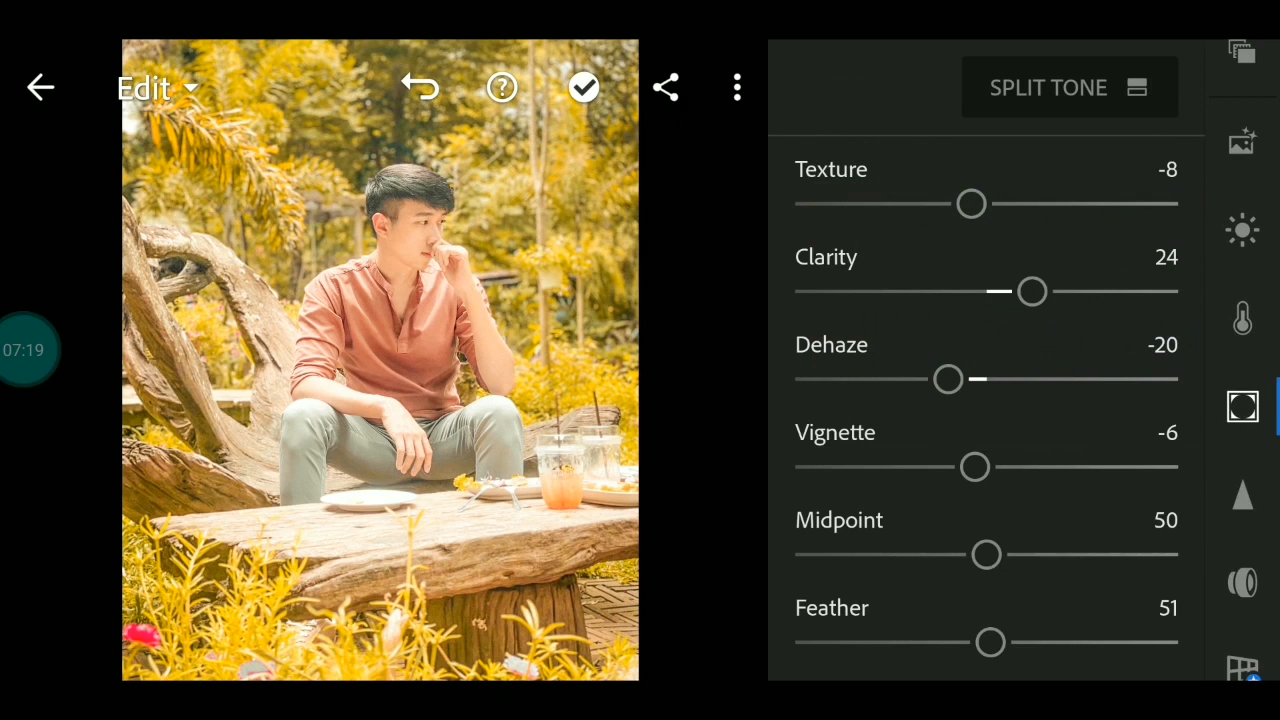 Edit
SPLIT TONE
Texture -8
Clarity 24
Dehaze -20
Vignette -6
Midpoint 50
Feather 51
07:19